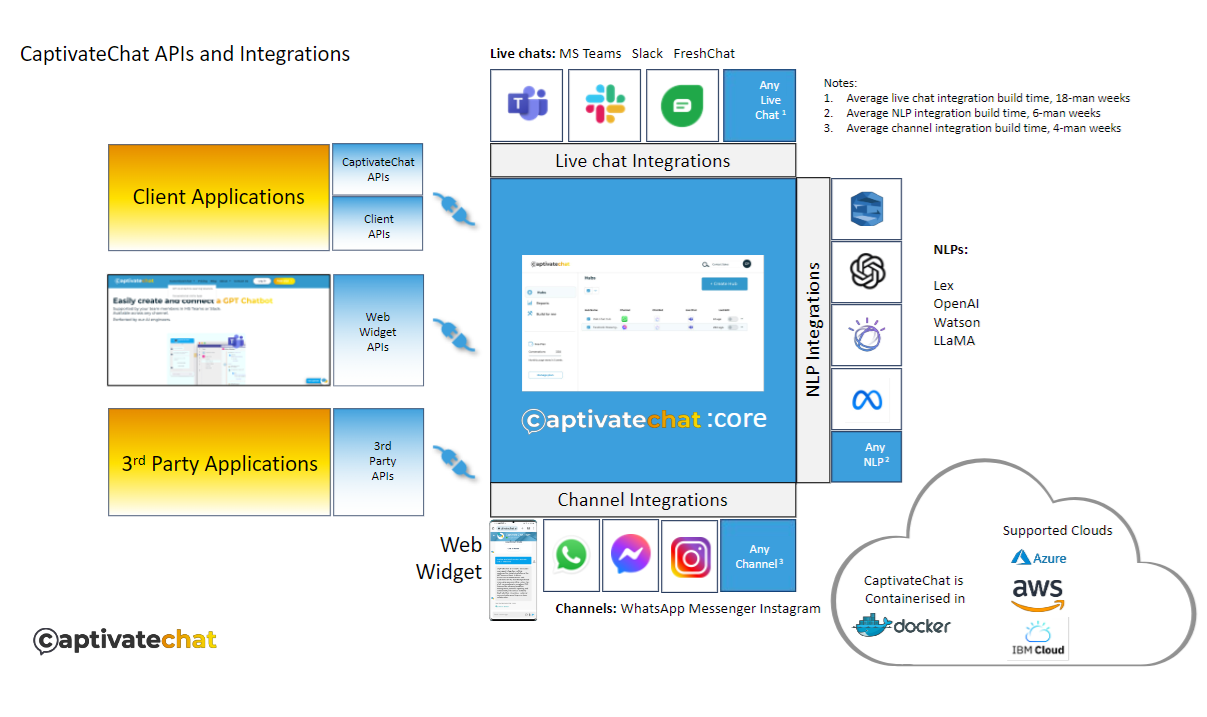 CaptivateChat APIs and Integrations
Live chats: MS Teams Slack FreshChat
Any
Live
Chat 1
Notes:
1. Average live chat integration build time, 18-man weeks
2. Average NLP integration build time, 6-man weeks
3. Average channel integration build time, 4-man weeks
Live chat Integrations
Client Applications
CaptivateChat
APIs
Client
APIs
captivatechat
Easily create and connect a GPT Chatbot
Web
Widget
APIs
3rd Party Applications
3rd
Party
APIs
captivatechat
Hubs
Hubs
Reports
captivatechat :core
NLP Integrations
NLPs:
Lex
OpenAI
Watson
LLaMA
Any
NLP 2
Channel Integrations
Web
Widget
Any
Channel 3
Channels: WhatsApp Messenger Instagram
Supported Clouds
Azure
aws
IBM Cloud
CaptivateChat is
Containerised in
docker
captivatechat